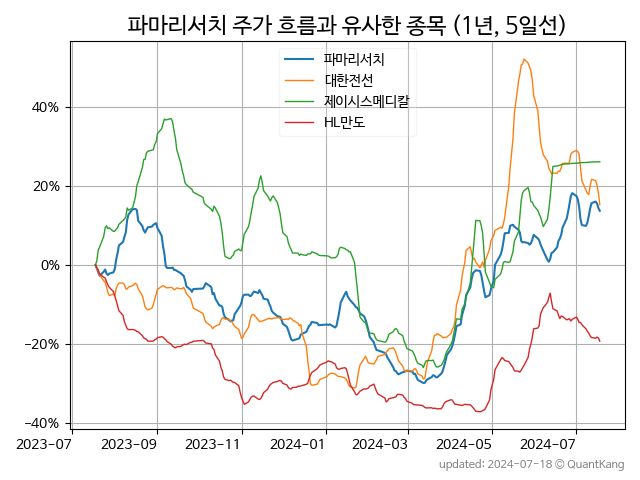 파마리서치 주가 흐름과 유사한 종목 (1년, 5일선)
파마리서치
대한전선
제이시스메디칼
HL만도
40%
20%
0%
−20%
−40%
2023-07 2023-09 2023-11 2024-01 2024-03 2024-05 2024-07
updated: 2024-07-18 © QuantKang